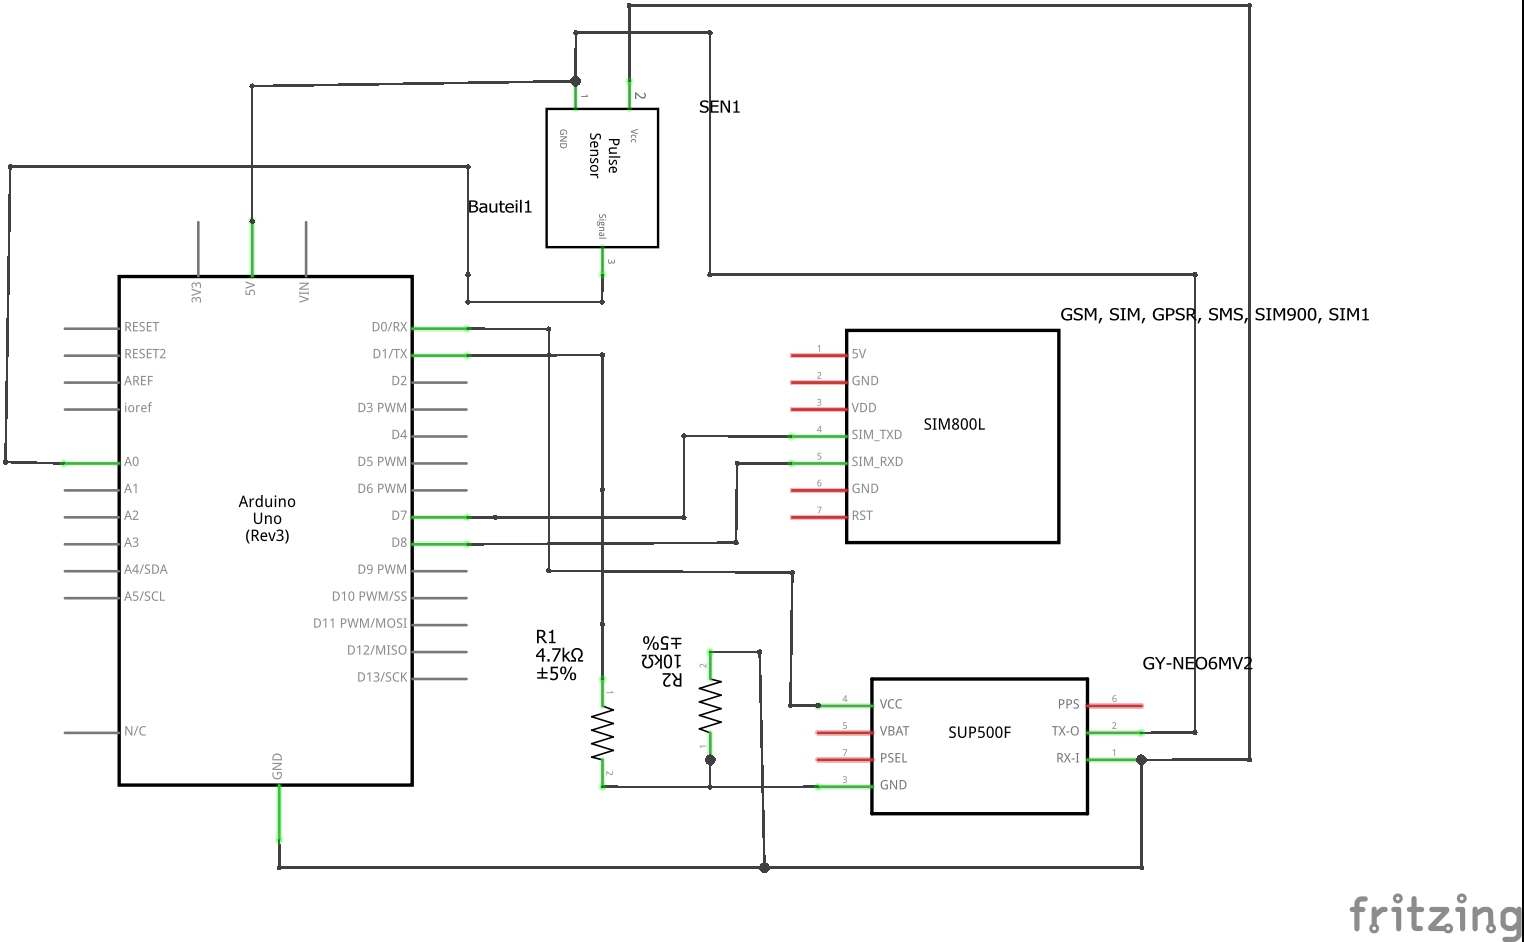 1
2
SEN1
GND
Vcc
Pulse
Sensor
Signal
3
Bauteil1
3V3
5V
VIN
RESET
RESET2
AREF
ioref
A0
A1
A2
A3
A4/SDA
A5/SCL
N/C
Arduino
Uno
(Rev3)
D0/RX
D1/TX
D2
D3 PWM
D4
D5 PWM
D6 PWM
D7
D8
D9 PWM
D10 PWM/SS
D11 PWM/MOSI
D12/MISO
D13/SCK
GND
GSM, SIM, GPSR, SMS, SIM900, SIM1
1
5V
2
GND
3
VDD
4
SIM_TXD
5
SIM_RXD
6
GND
7
RST
SIM800L
R1
4.7kΩ
±5%
1
2
R2
10kΩ
±5%
2
1
GY-NEO6MV2
4
VCC
5
VBAT
7
PSEL
3
GND
SUP500F
PPS
6
TX-O
2
RX-I
1
fritzing